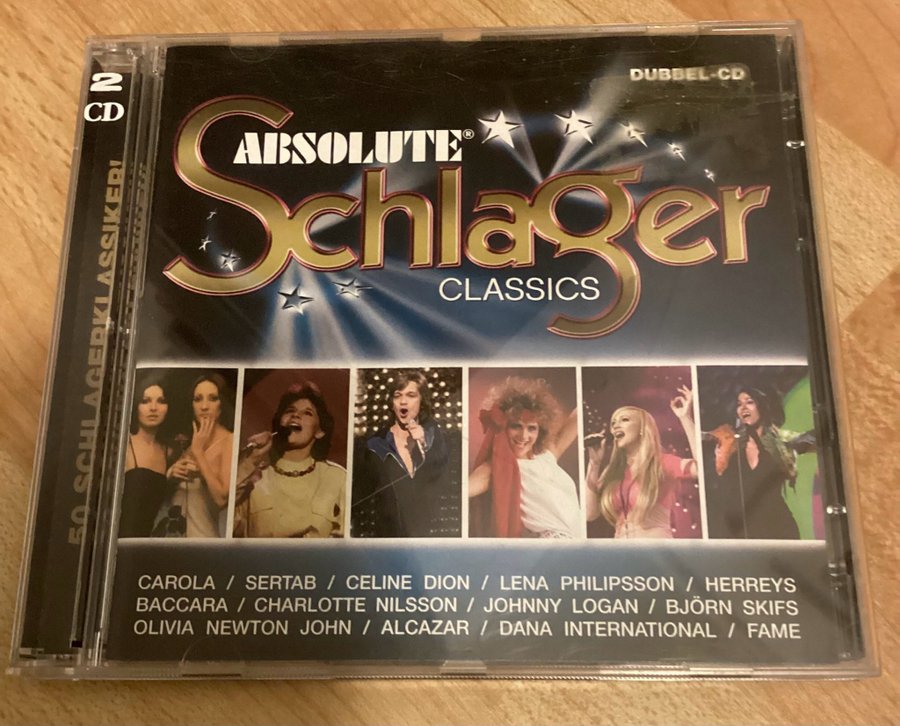 2
CD
50 SCHLAGERKLASSIKER!
DUBBEL-CD
ABSOLUTE®
Schlager
CLASSICS
CAROLA / SERTAB / CELINE DION / LENA PHILIPSSON / HERREYS
BACCARA / CHARLOTTE NILSSON / JOHNNY LOGAN / BJÖRN SKIFS
OLIVIA NEWTON JOHN / ALCAZAR / DANA INTERNATIONAL / FAME